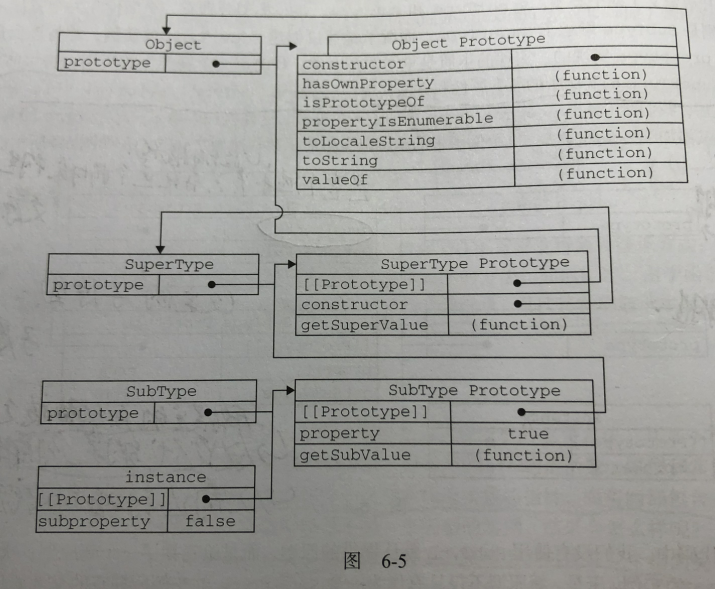 Object
prototype
Object Prototype
constructor
hasOwnProperty (function)
isPrototypeOf (function)
propertyIsEnumerable (function)
toLocaleString (function)
toString (function)
valueOf (function)
SuperType
prototype
SuperType Prototype
[[Prototype]]
constructor
getSuperValue (function)
SubType
prototype
SubType Prototype
[[Prototype]]
property true
getSubValue (function)
instance
[[Prototype]]
subproperty false
图 6-5